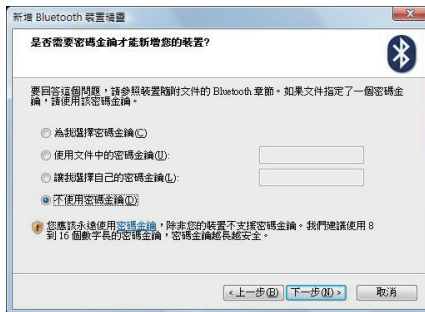 新增 Bluetooth 裝置精靈
是否需要密碼金鑰才能新增您的裝置?
要回答這個問題，請參照裝置隨附文件的 Bluetooth 章節。如果文件指定了一個密碼金
鑰，請使用該密碼金鑰。
為我選擇密碼金鑰(C)
使用文件中的密碼金鑰(U):
讓我選擇自己的密碼金鑰(L):
不使用密碼金鑰(D)
您應該永遠使用密碼金鑰，除非您的裝置不支援密碼金鑰。我們建議使用 8
到 16 個數字長的密碼金鑰，密碼金鑰越長越安全。
<上一步(B) 下一步(N)> 取消